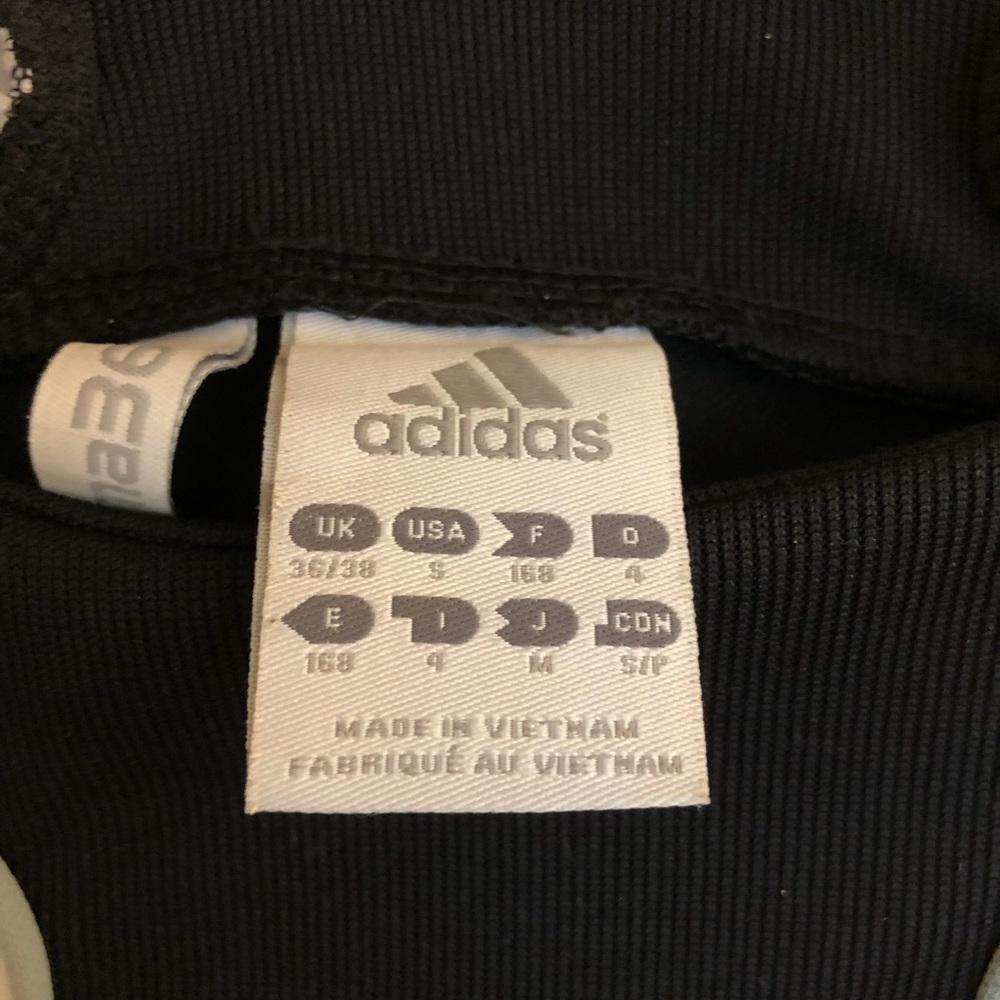 adidas
UK USA F D
36/38 S 168 4
E I J CDN
168 4 M S/P
MADE IN VIETNAM
FABRIQUÉ AU VIETNAM